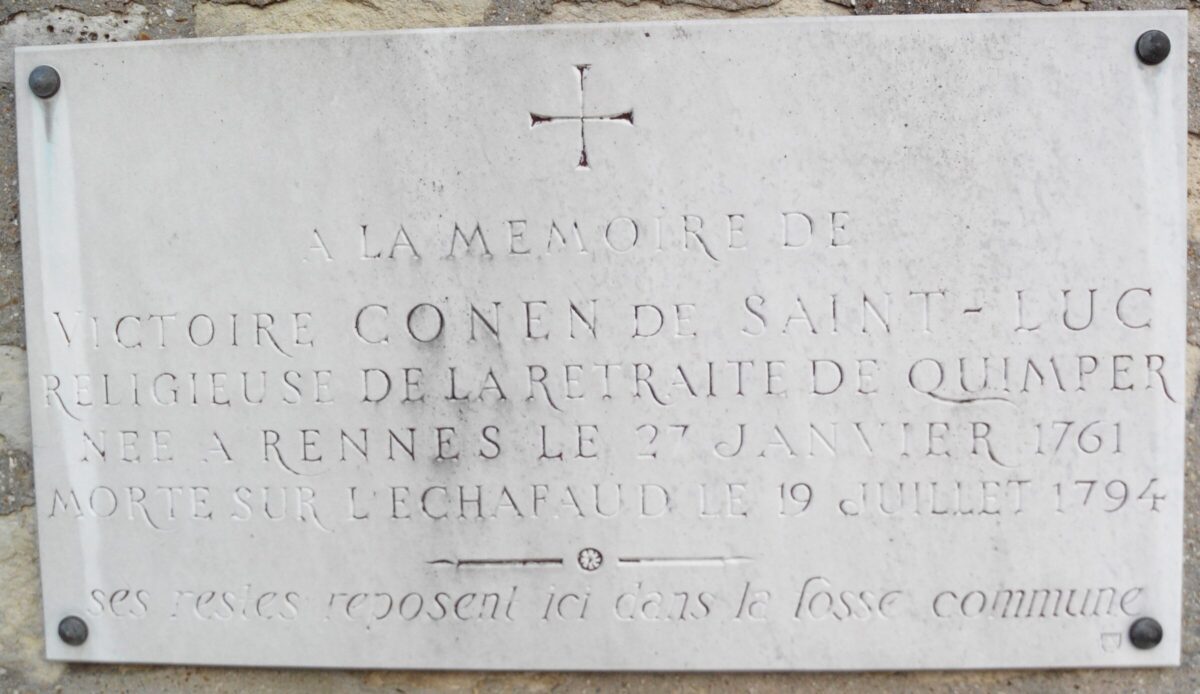 A LA MEMOIRE DE
VICTOIRE CONEN DE SAINT-LUC
RELIGIEUSE DE LA RETRAITE DE QUIMPER
NEE A RENNES LE 27 JANVIER 1761
MORTE SUR L'ECHAFAUD LE 19 JUILLET 1794
ses restes reposent ici dans la fosse commune